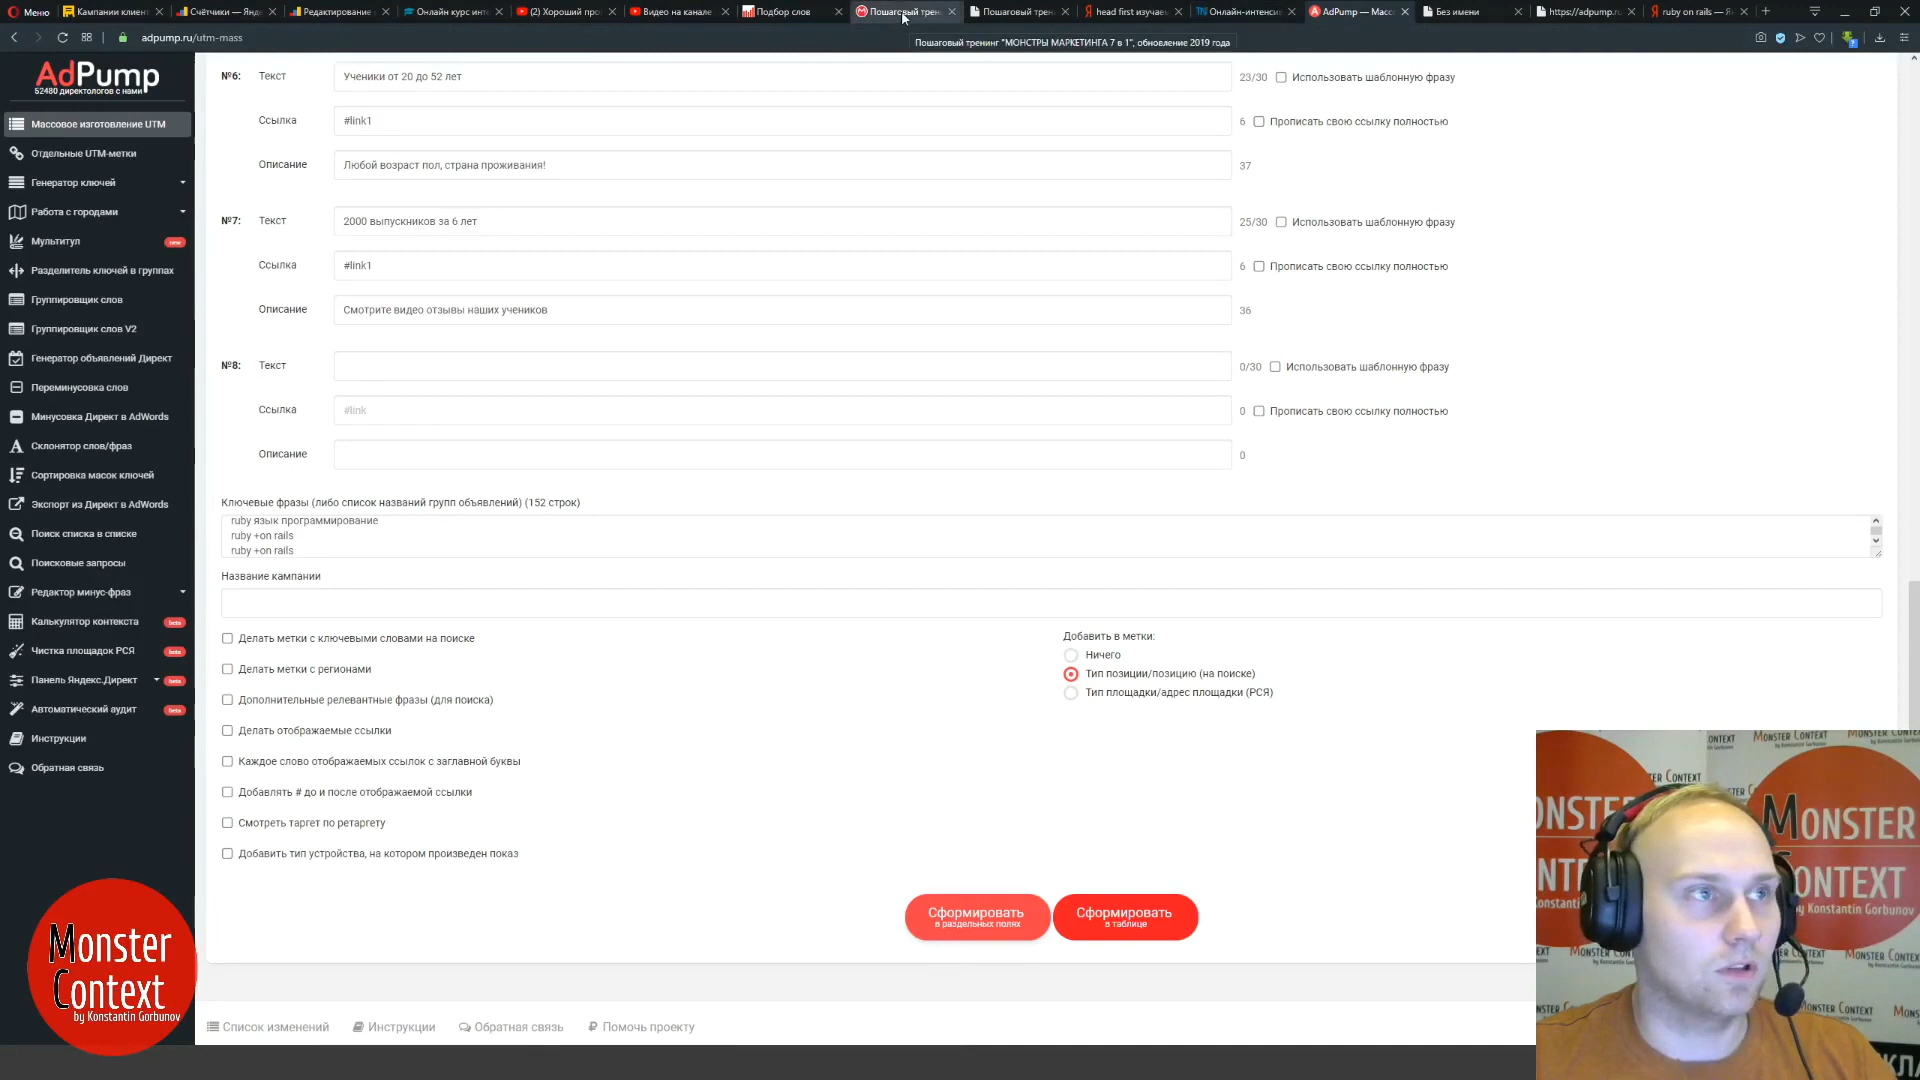 Меню
Кампании клиен
Счётчики — Янде
Редактирование
Онлайн курс инте
(2) Хороший про
Видео на канале
Подбор слов
Пошаговый трен
Пошаговый трен
head first изучаем
Онлайн-интенси
AdPump — Масс
Без имени
https://adpump.ru
ruby on rails — Я
adpump.ru/utm-mass
Пошаговый тренинг "МОНСТРЫ МАРКЕТИНГА 7 в 1", обновление 2019 года
AdPump
52480 директологов с нами
Массовое изготовление UTM
Отдельные UTM-метки
Генератор ключей
Работа с городами
Мультитул new
Разделитель ключей в группах
Группировщик слов
Группировщик слов V2
Генератор объявлений Директ
Переминусовка слов
Минусовка Директ в AdWords
Склонятор слов/фраз
Сортировка масок ключей
Экспорт из Директ в AdWords
Поиск списка в списке
Поисковые запросы
Редактор минус-фраз
Калькулятор контекста beta
Чистка площадок РСЯ beta
Панель Яндекс.Директ beta
Автоматический аудит beta
Инструкции
Обратная связь
№6: Текст Ученики от 20 до 52 лет 23/30 Использовать шаблонную фразу
Ссылка #link1 6 Прописать свою ссылку полностью
Описание Любой возраст пол, страна проживания! 37
№7: Текст 2000 выпускников за 6 лет 25/30 Использовать шаблонную фразу
Ссылка #link1 6 Прописать свою ссылку полностью
Описание Смотрите видео отзывы наших учеников 36
№8: Текст 0/30 Использовать шаблонную фразу
Ссылка #link 0 Прописать свою ссылку полностью
Описание 0
Ключевые фразы (либо список названий групп объявлений) (152 строк)
ruby язык программирование
ruby +on rails
ruby +on rails
Название кампании
Делать метки с ключевыми словами на поиске
Делать метки с регионами
Дополнительные релевантные фразы (для поиска)
Делать отображаемые ссылки
Каждое слово отображаемых ссылок с заглавной буквы
Добавлять # до и после отображаемой ссылки
Смотреть таргет по ретаргету
Добавить тип устройства, на котором произведен показ
Добавить в метки:
Ничего
Тип позиции/позицию (на поиске)
Тип площадки/адрес площадки (РСЯ)
Сформировать
в раздельных полях
Сформировать
в таблице
Список изменений
Инструкции
Обратная связь
Помочь проекту
Monster
Context
by Konstantin Gorbunov
MONSTER
CONTEXT
by Konstantin Gorbunov